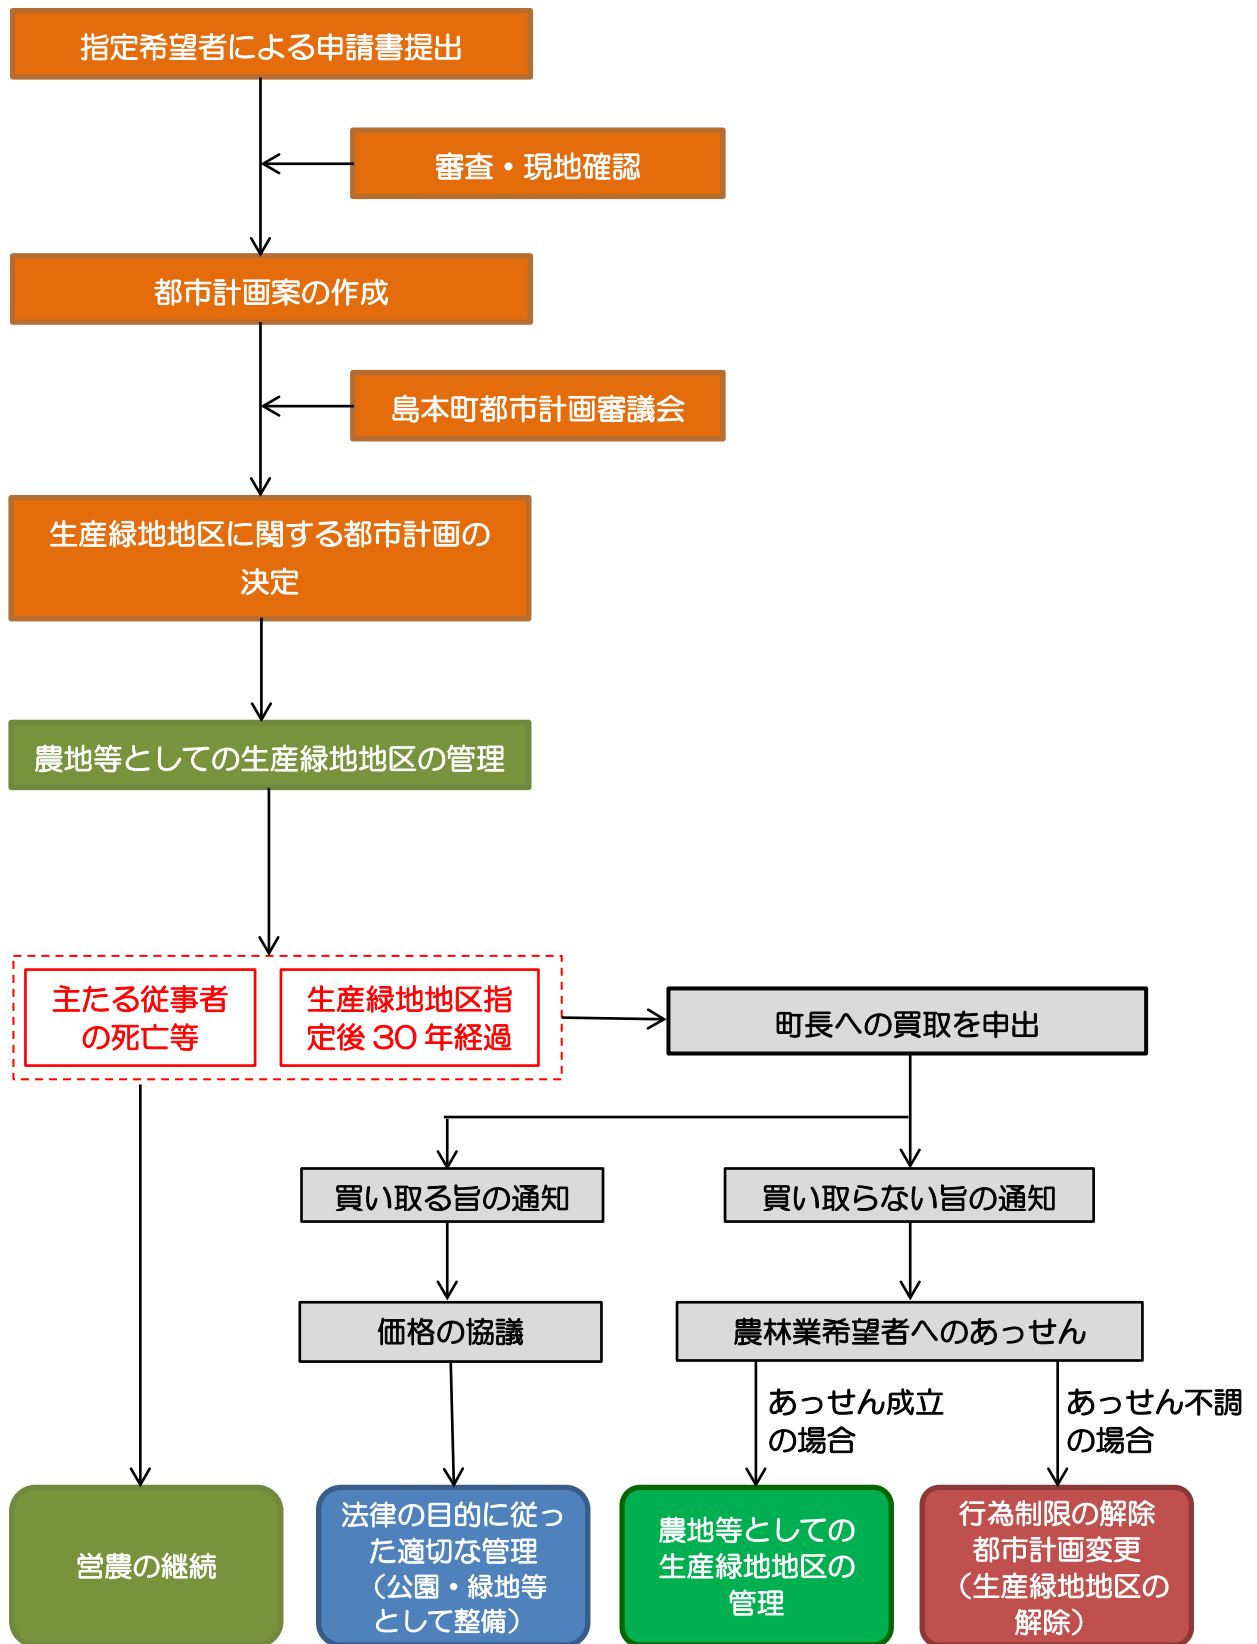 指定希望者による申請書提出
審査・現地確認
都市計画案の作成
島本町都市計画審議会
生産緑地地区に関する都市計画の
決定
農地等としての生産緑地地区の管理
主たる従事者
の死亡等
生産緑地地区指
定後 30 年経過
町長への買取を申出
買い取る旨の通知
買い取らない旨の通知
価格の協議
農林業希望者へのあっせん
あっせん成立
の場合
あっせん不調
の場合
営農の継続
法律の目的に従っ
た適切な管理
（公園・緑地等
として整備）
農地等としての
生産緑地地区の
管理
行為制限の解除
都市計画変更
（生産緑地地区の
解除）